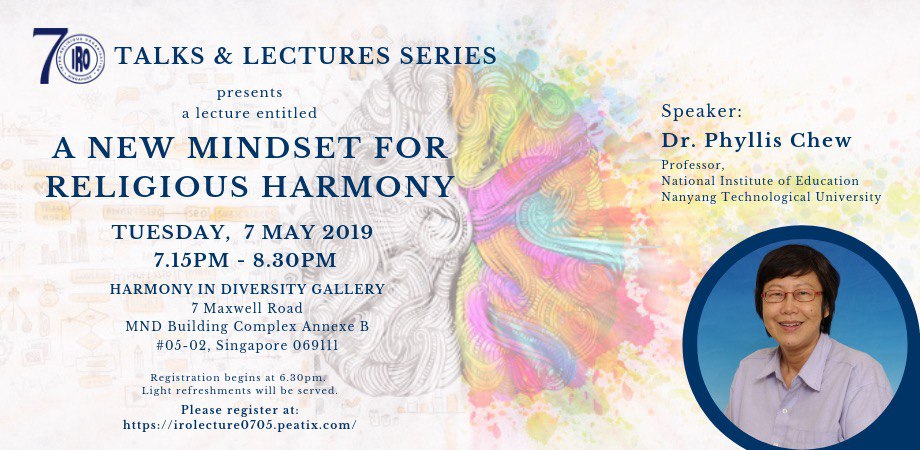 70 IRO
TALKS & LECTURES SERIES
presents
a lecture entitled
A NEW MINDSET FOR
RELIGIOUS HARMONY
TUESDAY, 7 MAY 2019
7.15PM - 8.30PM
HARMONY IN DIVERSITY GALLERY
7 Maxwell Road
MND Building Complex Annexe B
#05-02, Singapore 069111
Registration begins at 6.30pm.
Light refreshments will be served.
Please register at:
https://irolecture0705.peatix.com/
Speaker:
Dr. Phyllis Chew
Professor,
National Institute of Education
Nanyang Technological University